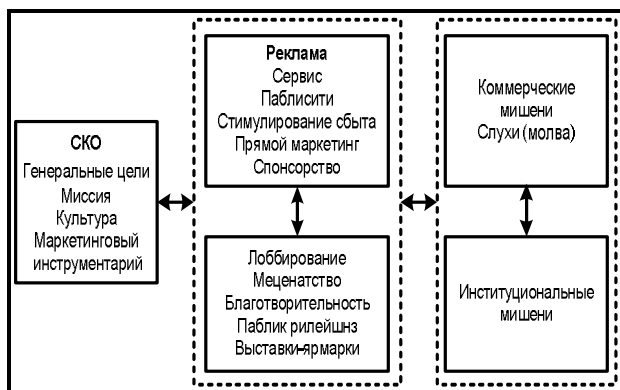 СКО
Генеральные цели
Миссия
Культура
Маркетинговый
инструментарий
Реклама
Сервис
Паблисити
Стимулирование сбыта
Прямой маркетинг
Спонсорство
Лоббирование
Меценатство
Благотворительность
Паблик рилейшнз
Выставки-ярмарки
Коммерческие
мишени
Слухи (молва)
Институциональные
мишени